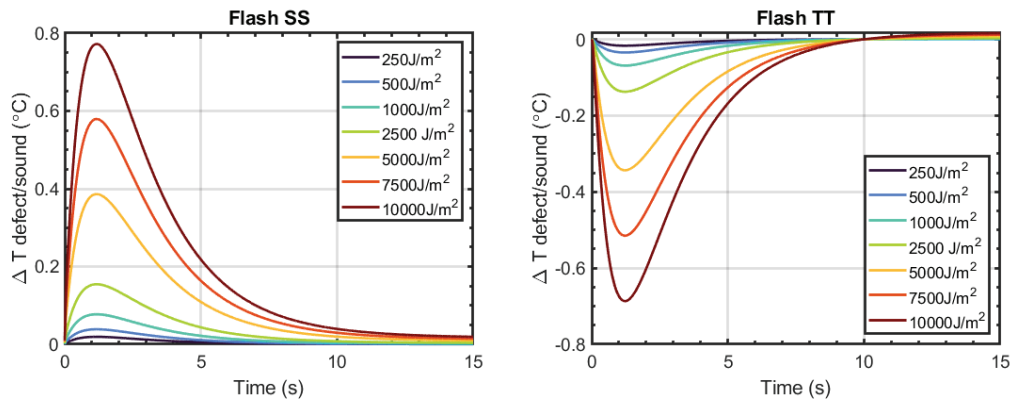 Flash SS
0.8
0.6
0.4
0.2
0
0
5
10
15
Δ T defect/sound (°C)
Time (s)
250J/m²
500J/m²
1000J/m²
2500 J/m²
5000J/m²
7500J/m²
10000J/m²
Flash TT
0
-0.2
-0.4
-0.6
-0.8
0
5
10
15
Δ T defect/sound (°C)
Time (s)
250J/m²
500J/m²
1000J/m²
2500 J/m²
5000J/m²
7500J/m²
10000J/m²